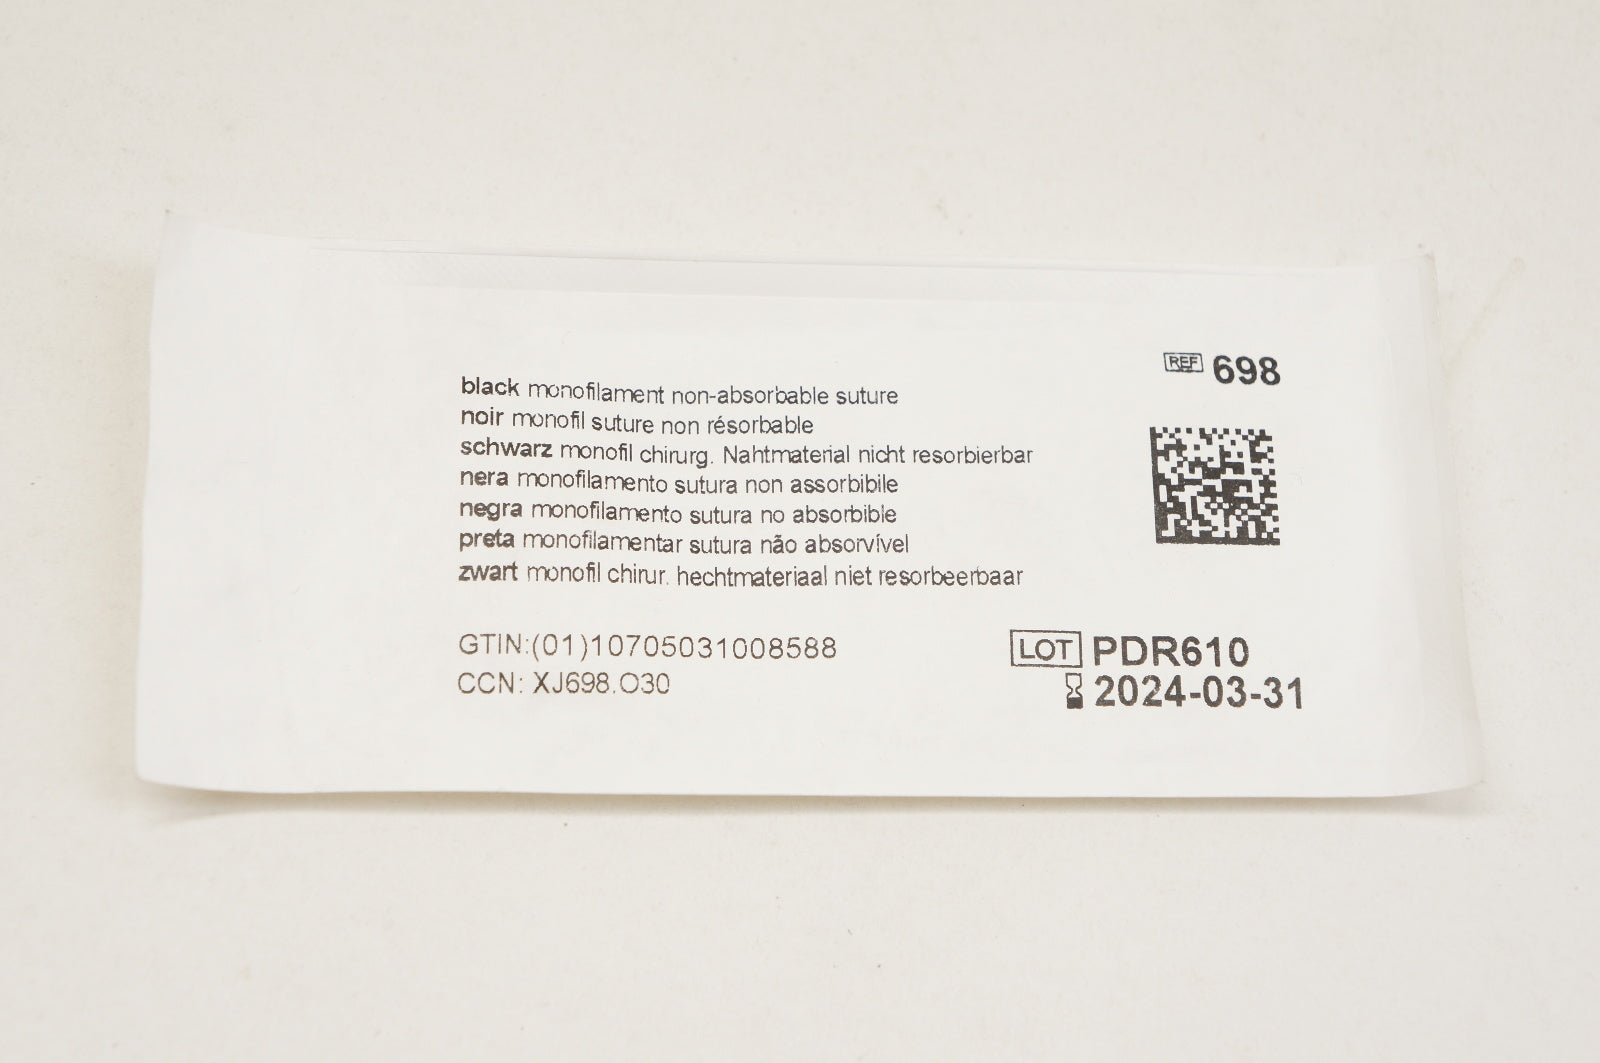 REF 698
black monofilament non-absorbable suture
noir monofil suture non résorbable
schwarz monofil chirurg. Nahtmaterial nicht resorbierbar
nera monofilamento sutura non assorbibile
negra monofilamento sutura no absorbible
preta monofilamentar sutura não absorvível
zwart monofil chirur. hechtmateriaal niet resorbeerbaar
GTIN:(01)10705031008588
CCN: XJ698.O30
LOT PDR610
2024-03-31